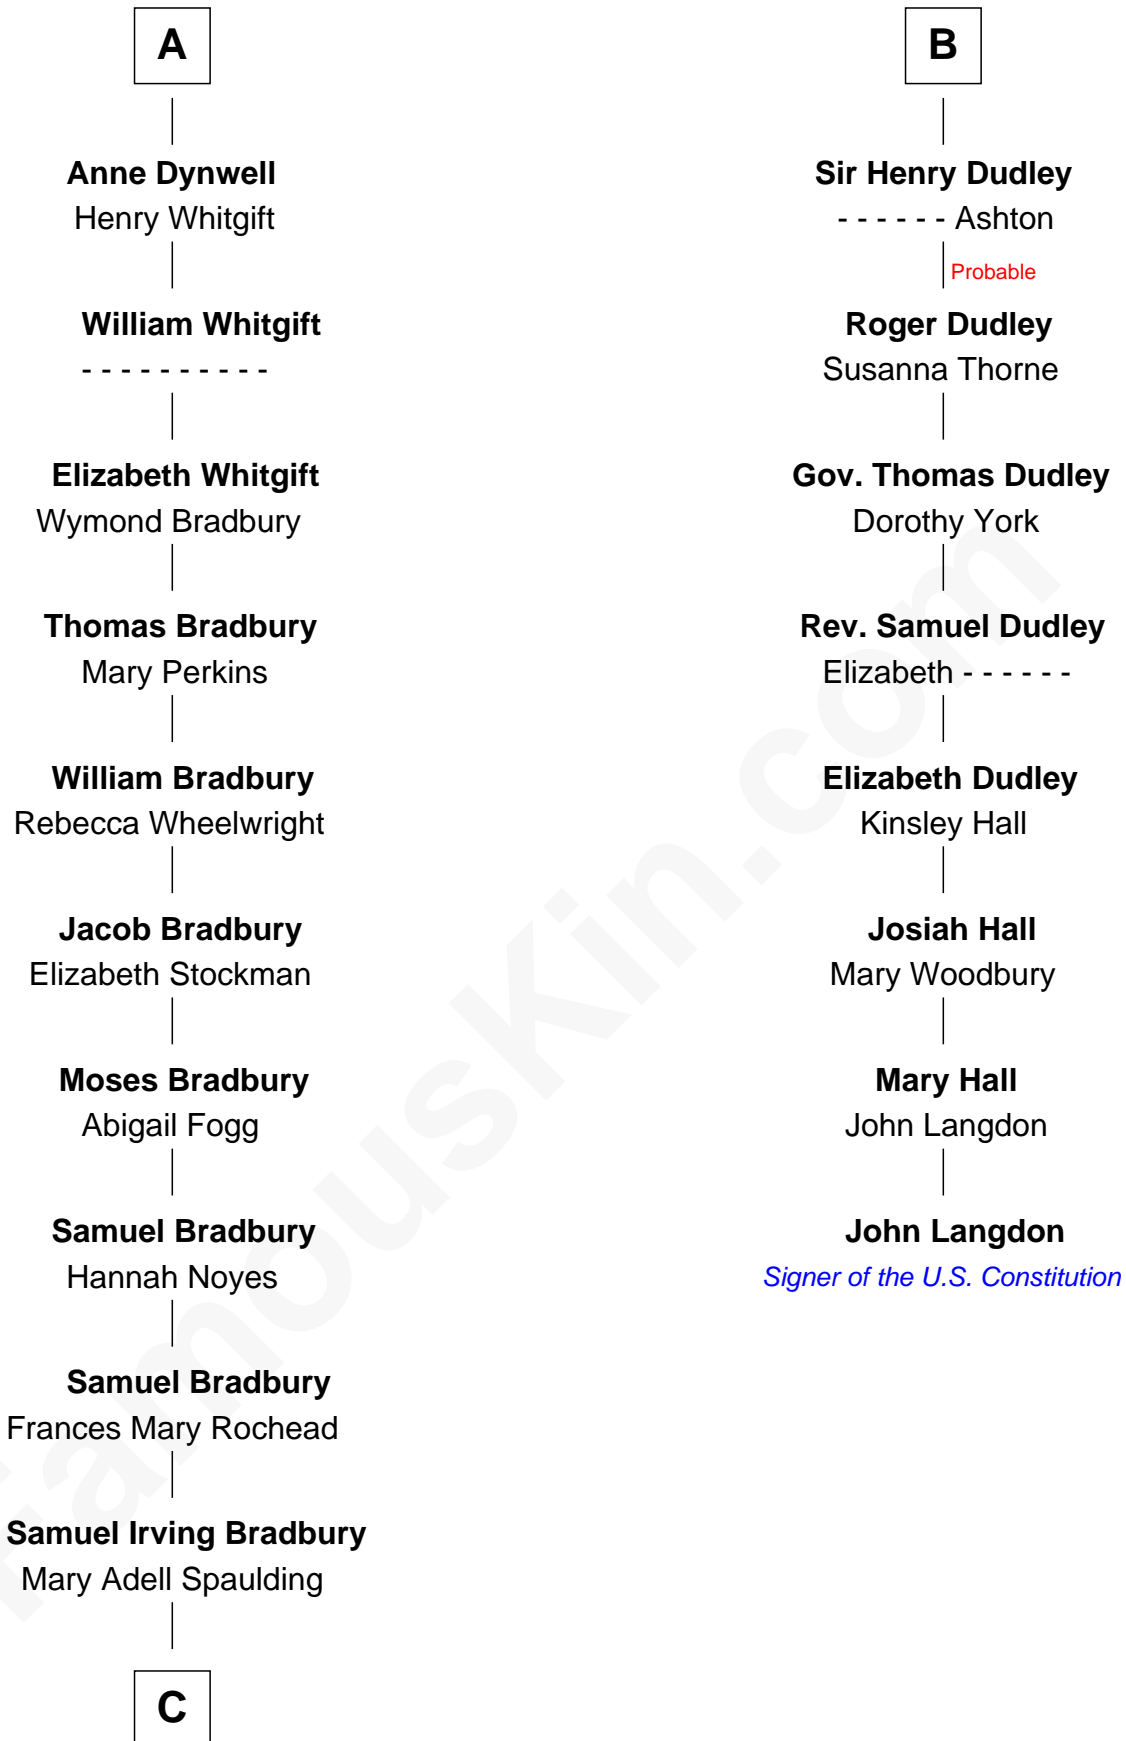 A
Anne Dynwell
Henry Whitgift
William Whitgift
- - - - - - - - - -
Elizabeth Whitgift
Wymond Bradbury
Thomas Bradbury
Mary Perkins
William Bradbury
Rebecca Wheelwright
Jacob Bradbury
Elizabeth Stockman
Moses Bradbury
Abigail Fogg
Samuel Bradbury
Hannah Noyes
Samuel Bradbury
Frances Mary Rochead
Samuel Irving Bradbury
Mary Adell Spaulding
C
B
Sir Henry Dudley
- - - - - - Ashton
Probable
Roger Dudley
Susanna Thorne
Gov. Thomas Dudley
Dorothy York
Rev. Samuel Dudley
Elizabeth - - - - - -
Elizabeth Dudley
Kinsley Hall
Josiah Hall
Mary Woodbury
Mary Hall
John Langdon
John Langdon
Signer of the U.S. Constitution
FamousKin.com